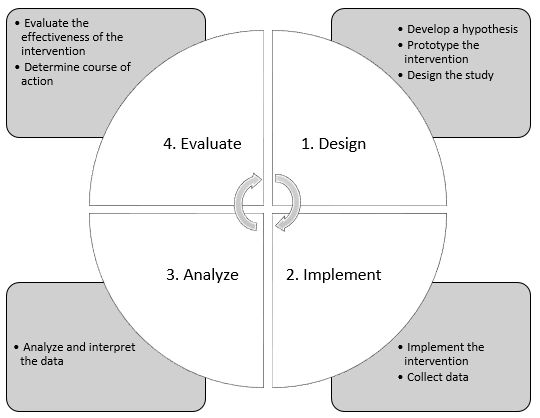 • Evaluate the
effectiveness of the
intervention
• Determine course of
action
• Develop a hypothesis
• Prototype the
intervention
• Design the study
4. Evaluate
1. Design
3. Analyze
2. Implement
• Analyze and interpret
the data
• Implement the
intervention
• Collect data